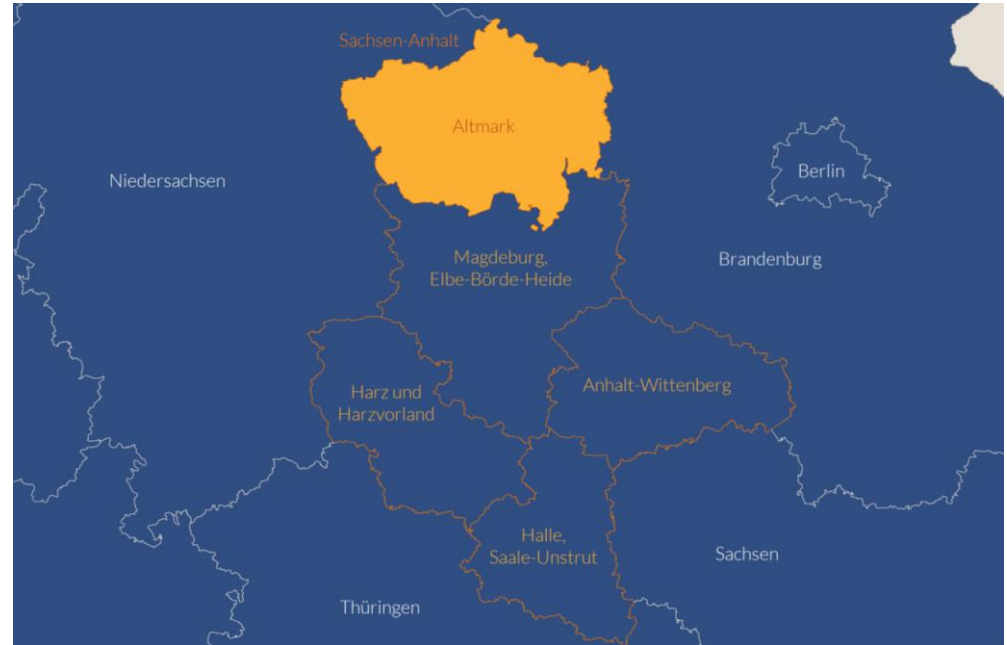 Sachsen-Anhalt
Altmark
Niedersachsen
Berlin
Magdeburg,
Elbe-Börde-Heide
Brandenburg
Harz und
Harzvorland
Anhalt-Wittenberg
Halle,
Saale-Unstrut
Sachsen
Thüringen